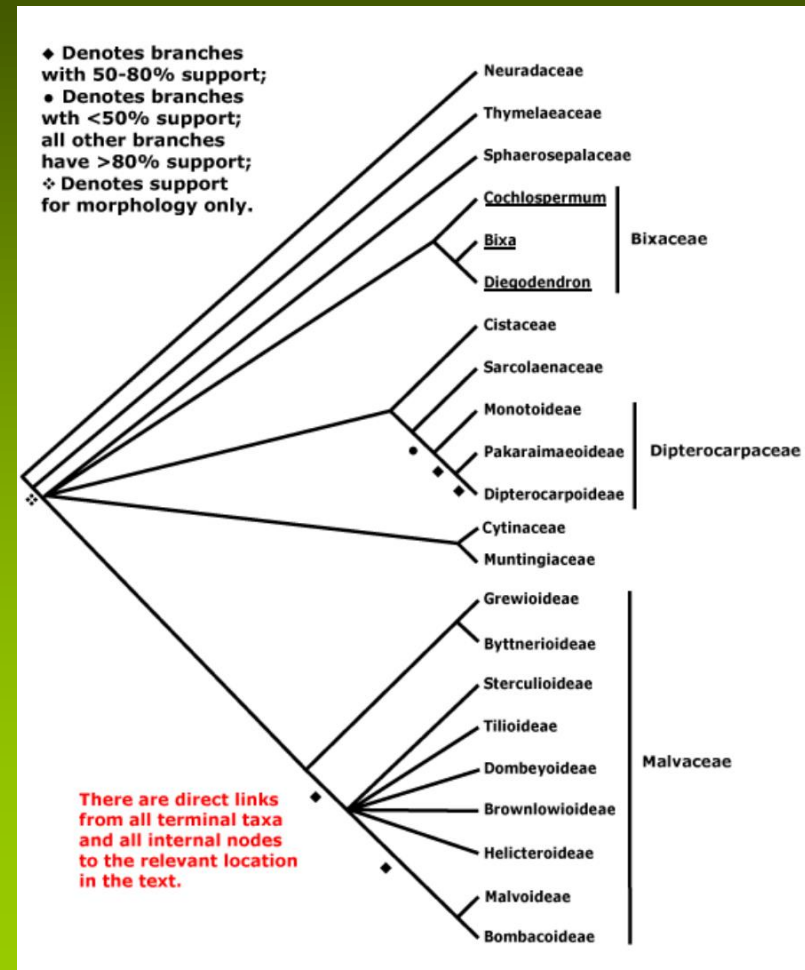 ◆ Denotes branches
with 50-80% support;
● Denotes branches
wth <50% support;
all other branches
have >80% support;
❖ Denotes support
for morphology only.
Neuradaceae
Thymelaeaceae
Sphaerosepalaceae
Cochlospermum
Bixa
Diegodendron
Bixaceae
Cistaceae
Sarcolaenaceae
Monotoideae
Pakaraimaeoideae
Dipterocarpoideae
Dipterocarpaceae
Cytinaceae
Muntingiaceae
Grewioideae
Byttnerioideae
Sterculioideae
Tilioideae
Dombeyoideae
Brownlowioideae
Helicteroideae
Malvoideae
Bombacoideae
Malvaceae
There are direct links
from all terminal taxa
and all internal nodes
to the relevant location
in the text.